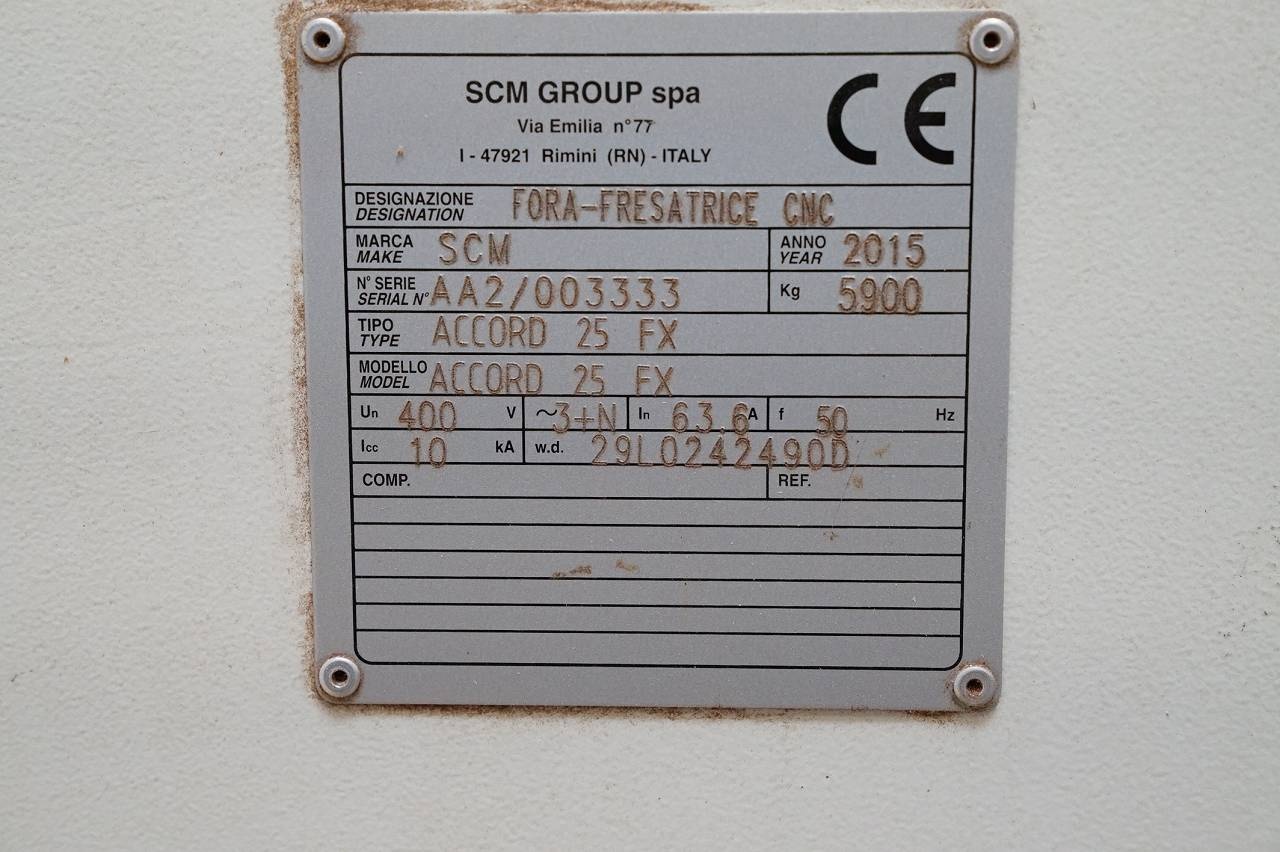 SCM GROUP spa
Via Emilia n°77
I - 47921 Rimini (RN) - ITALY
CE
DESIGNAZIONE
DESIGNATION FORA-FRESATRICE CNC
MARCA
MAKE SCM
ANNO
YEAR 2015
N° SERIE
SERIAL N° AA2/003333
Kg 5900
TIPO
TYPE ACCORD 25 FX
MODELLO
MODEL ACCORD 25 FX
Un 400 V ~3+N In 63.6 A f 50 Hz
Icc 10 kA w.d. 29L0242490D
COMP. REF.